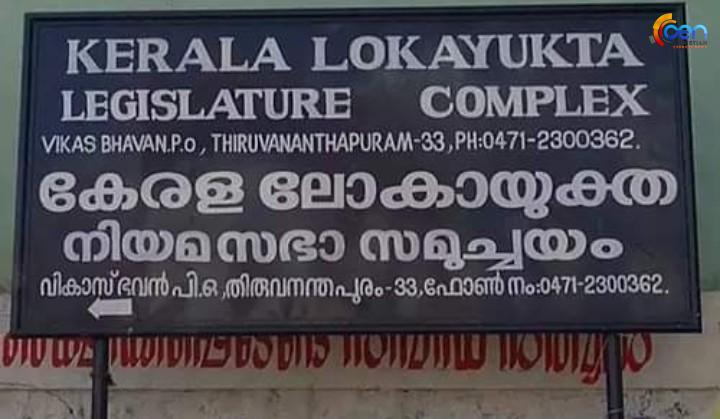 KERALA LOKAYUKTA
LEGISLATURE COMPLEX
VIKAS BHAVAN.P.O, THIRUVANANTHAPURAM-33, PH:0471-2300362.
കേരള ലോകായുക്ത
നിയമസഭാ സമുച്ചയം
വികാസ് ഭവൻ പി.ഒ, തിരുവനന്തപുരം-33, ഫോൺ നം:0471-2300362.